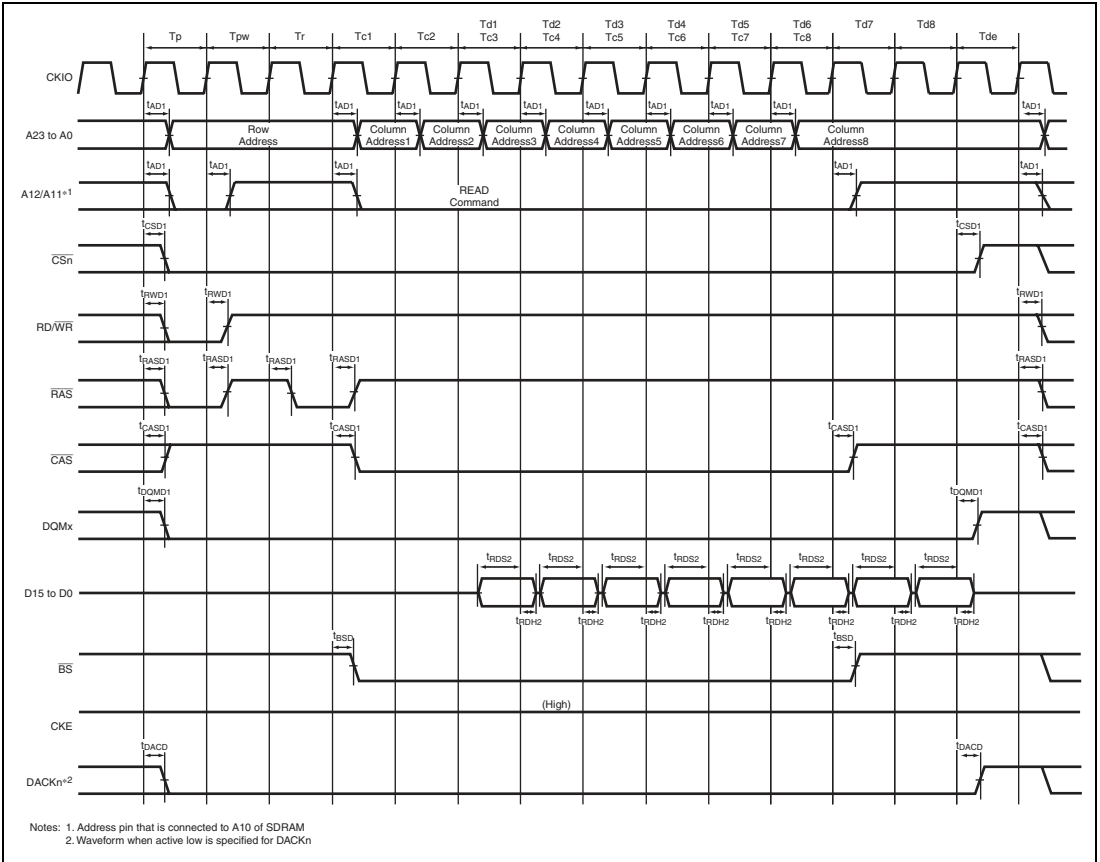 Td1 Td2 Td3 Td4 Td5 Td6 Td7 Td8
Tp Tpw Tr Tc1 Tc2 Tc3 Tc4 Tc5 Tc6 Tc7 Tc8 Tde
CKIO
tAD1 tAD1 tAD1 tAD1 tAD1 tAD1 tAD1 tAD1 tAD1 tAD1
A23 to A0
Row Address
Column Address1
Column Address2
Column Address3
Column Address4
Column Address5
Column Address6
Column Address7
Column Address8
tAD1 tAD1 tAD1 tAD1 tAD1
A12/A11*1
READ
Command
tCSD1 tCSD1
CSn
tRWD1 tRWD1 tRWD1
RD/WR
tRASD1 tRASD1 tRASD1 tRASD1 tRASD1
RAS
tCASD1 tCASD1 tCASD1 tCASD1
CAS
tDQMD1 tDQMD1
DQMx
tRDS2 tRDS2 tRDS2 tRDS2 tRDS2 tRDS2 tRDS2 tRDS2
D15 to D0
tRDH2 tRDH2 tRDH2 tRDH2 tRDH2 tRDH2 tRDH2 tRDH2
tBSD tBSD
BS
(High)
CKE
tDACD tDACD
DACKn*2
Notes: 1. Address pin that is connected to A10 of SDRAM
2. Waveform when active low is specified for DACKn